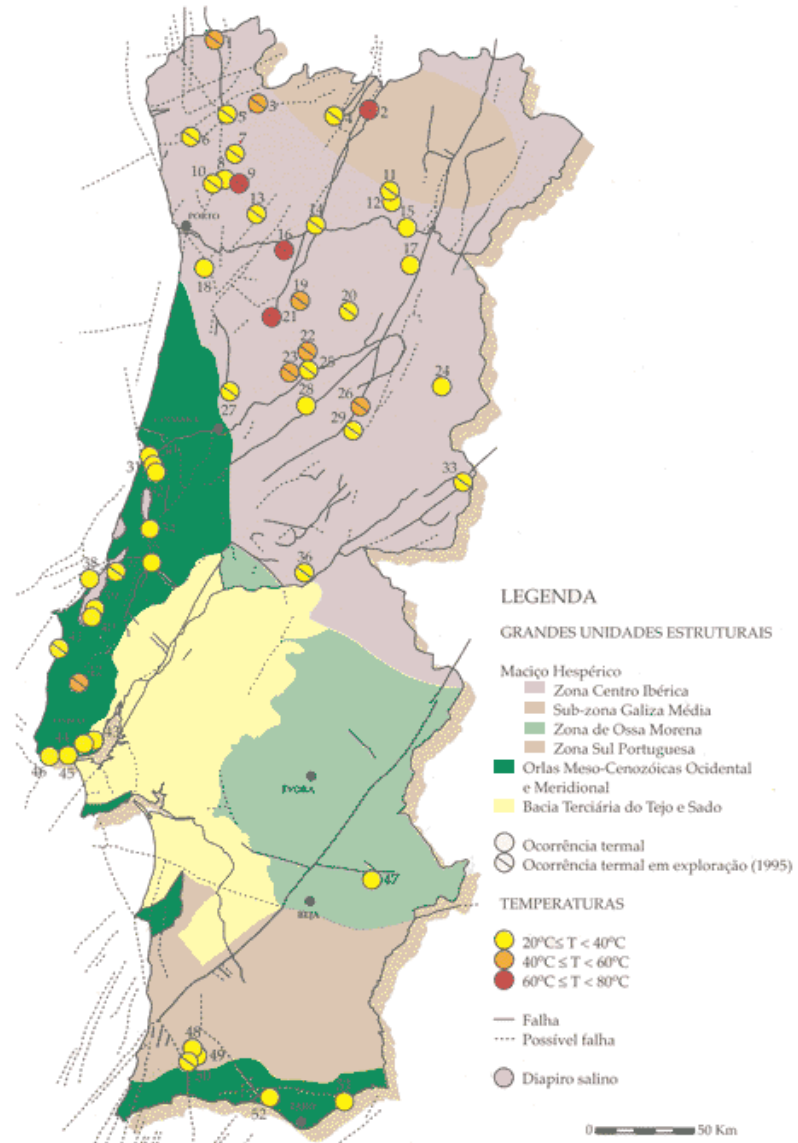 1
3
2
5
4
6
7
8
9
10
11
12
13
PORTO
14
15
16
17
18
19
20
21
22
23
25
24
28
26
27
29
31
33
36
38
LEGENDA
GRANDES UNIDADES ESTRUTURAIS
Maciço Hespérico
Zona Centro Ibérica
Sub-zona Galiza Média
Zona de Ossa Morena
Zona Sul Portuguesa
Orlas Meso-Cenozóicas Ocidental
e Meridional
Bacia Terciária do Tejo e Sado
Ocorrência termal
Ocorrência termal em exploração (1995)
TEMPERATURAS
20ºC≤ T < 40ºC
40ºC ≤ T < 60ºC
60ºC ≤ T < 80ºC
Falha
Possível falha
Diapiro salino
0 50 Km
46
45
ÉVORA
47
BEJA
48
49
52